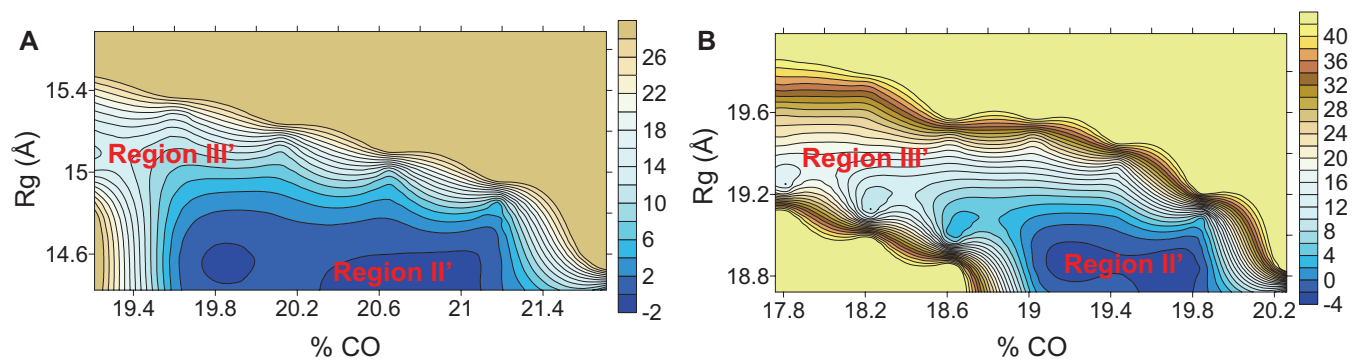 A
Rg (Å)
15.4
15
14.6
Region III’
Region II’
19.4 19.8 20.2 20.6 21 21.4
% CO
26
22
18
14
10
6
2
-2
B
Rg (Å)
19.6
19.2
18.8
Region III’
Region II’
17.8 18.2 18.6 19 19.4 19.8 20.2
% CO
40
36
32
28
24
20
16
12
8
4
0
-4